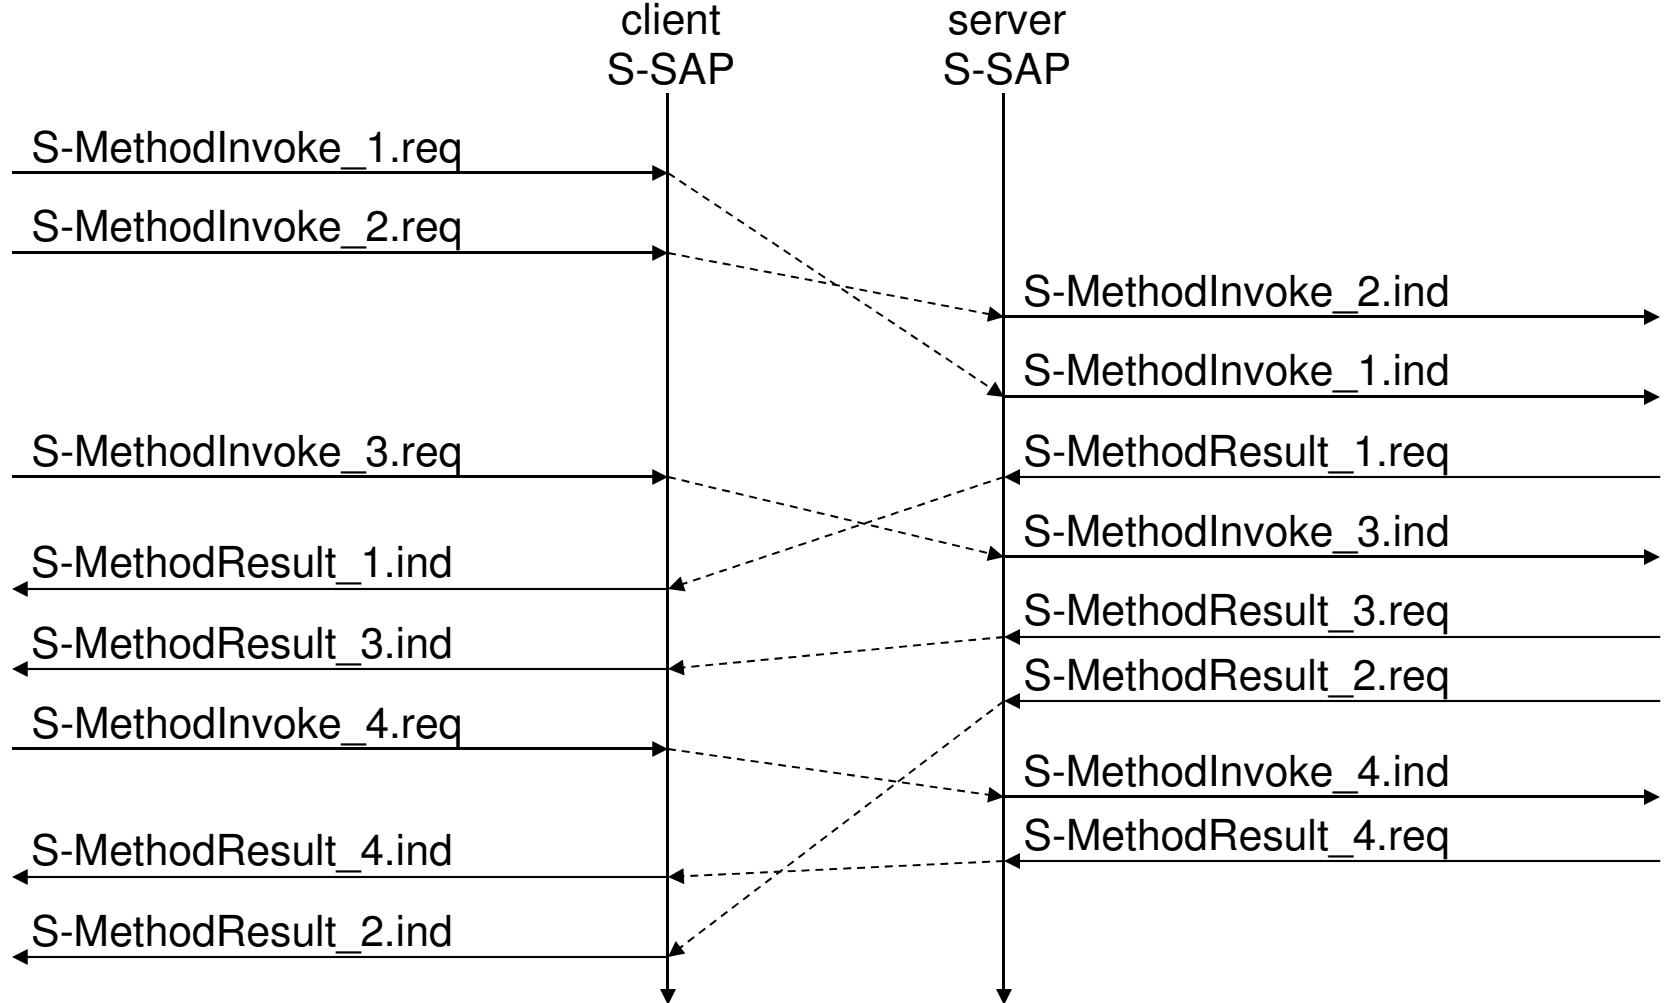 client
S-SAP
server
S-SAP
S-MethodInvoke_1.req
S-MethodInvoke_2.req
S-MethodInvoke_2.ind
S-MethodInvoke_1.ind
S-MethodInvoke_3.req
S-MethodResult_1.req
S-MethodInvoke_3.ind
S-MethodResult_1.ind
S-MethodResult_3.req
S-MethodResult_3.ind
S-MethodResult_2.req
S-MethodInvoke_4.req
S-MethodInvoke_4.ind
S-MethodResult_4.req
S-MethodResult_4.ind
S-MethodResult_2.ind